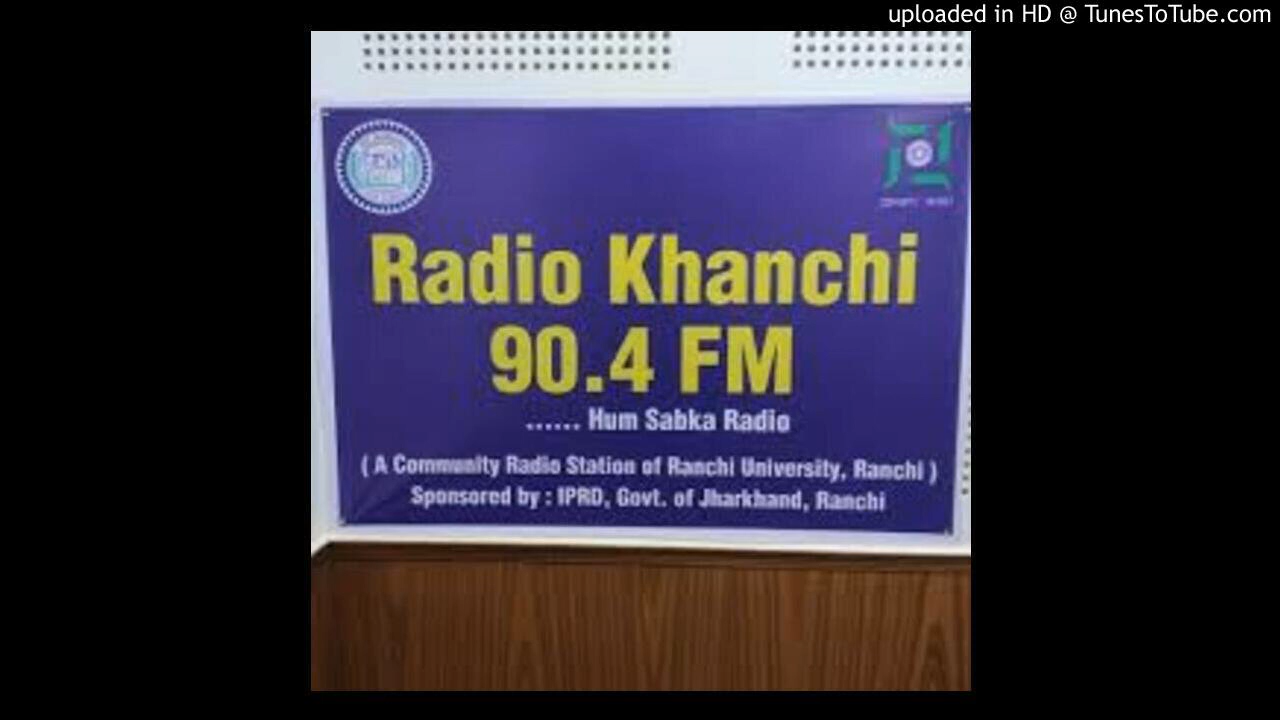 uploaded in HD @ TunesToTube.com
Radio Khanchi
90.4 FM
...... Hum Sabka Radio
( A Community Radio Station of Ranchi University, Ranchi )
Sponsored by : IPRD, Govt. of Jharkhand, Ranchi